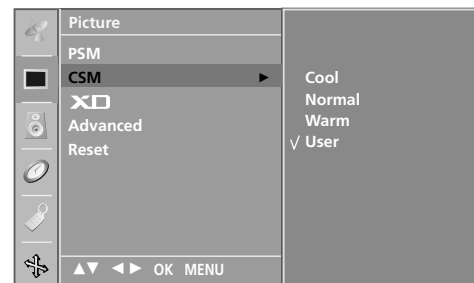 Picture
PSM
CSM ►
XD
Advanced
Reset
▲▼ ◄► OK MENU
Cool
Normal
Warm
√ User